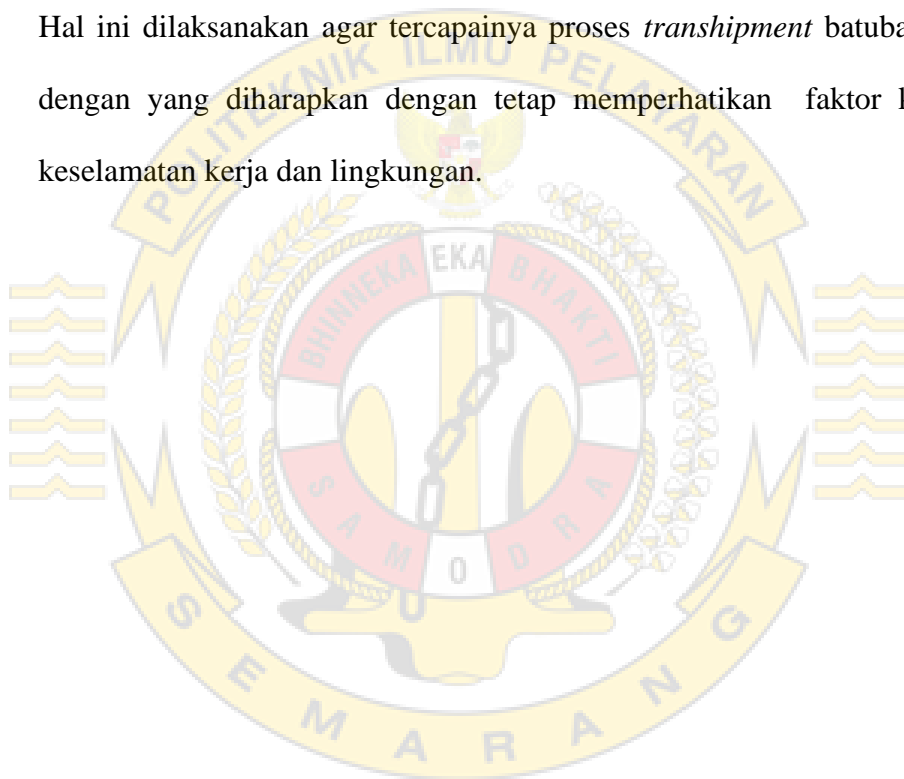 Hal ini dilaksanakan agar tercapainya proses transhipment batuba
dengan yang diharapkan dengan tetap memperhatikan faktor
keselamatan kerja dan lingkungan.
POLITEKNIK ILMU PELAYARAN
BHINNEKA EKA BHAKTI
SAMODRA
SEMARANG